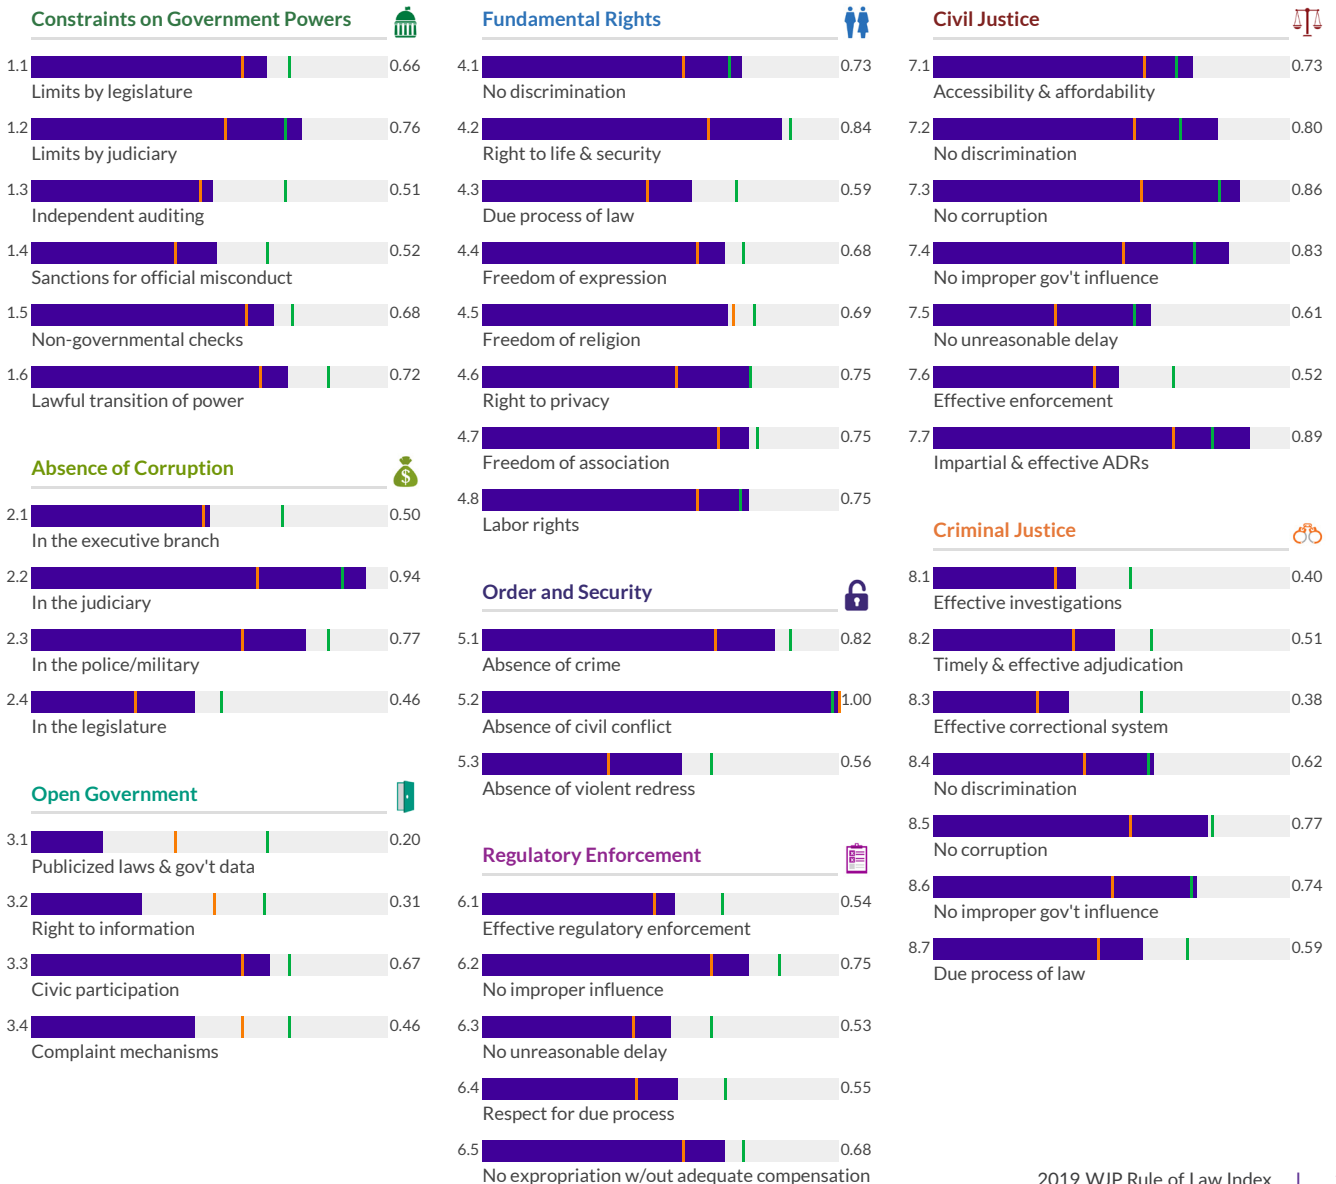 Constraints on Government Powers
1.1 0.66
Limits by legislature
1.2 0.76
Limits by judiciary
1.3 0.51
Independent auditing
1.4 0.52
Sanctions for official misconduct
1.5 0.68
Non-governmental checks
1.6 0.72
Lawful transition of power
Absence of Corruption
$
2.1 0.50
In the executive branch
2.2 0.94
In the judiciary
2.3 0.77
In the police/military
2.4 0.46
In the legislature
Open Government
3.1 0.20
Publicized laws & gov't data
3.2 0.31
Right to information
3.3 0.67
Civic participation
3.4 0.46
Complaint mechanisms
Fundamental Rights
4.1 0.73
No discrimination
4.2 0.84
Right to life & security
4.3 0.59
Due process of law
4.4 0.68
Freedom of expression
4.5 0.69
Freedom of religion
4.6 0.75
Right to privacy
4.7 0.75
Freedom of association
4.8 0.75
Labor rights
Order and Security
5.1 0.82
Absence of crime
5.2 1.00
Absence of civil conflict
5.3 0.56
Absence of violent redress
Regulatory Enforcement
6.1 0.54
Effective regulatory enforcement
6.2 0.75
No improper influence
6.3 0.53
No unreasonable delay
6.4 0.55
Respect for due process
6.5 0.68
No expropriation w/out adequate compensation
Civil Justice
7.1 0.73
Accessibility & affordability
7.2 0.80
No discrimination
7.3 0.86
No corruption
7.4 0.83
No improper gov't influence
7.5 0.61
No unreasonable delay
7.6 0.52
Effective enforcement
7.7 0.89
Impartial & effective ADRs
Criminal Justice
8.1 0.40
Effective investigations
8.2 0.51
Timely & effective adjudication
8.3 0.38
Effective correctional system
8.4 0.62
No discrimination
8.5 0.77
No corruption
8.6 0.74
No improper gov't influence
8.7 0.59
Due process of law
2019 WJP Rule of Law Index |